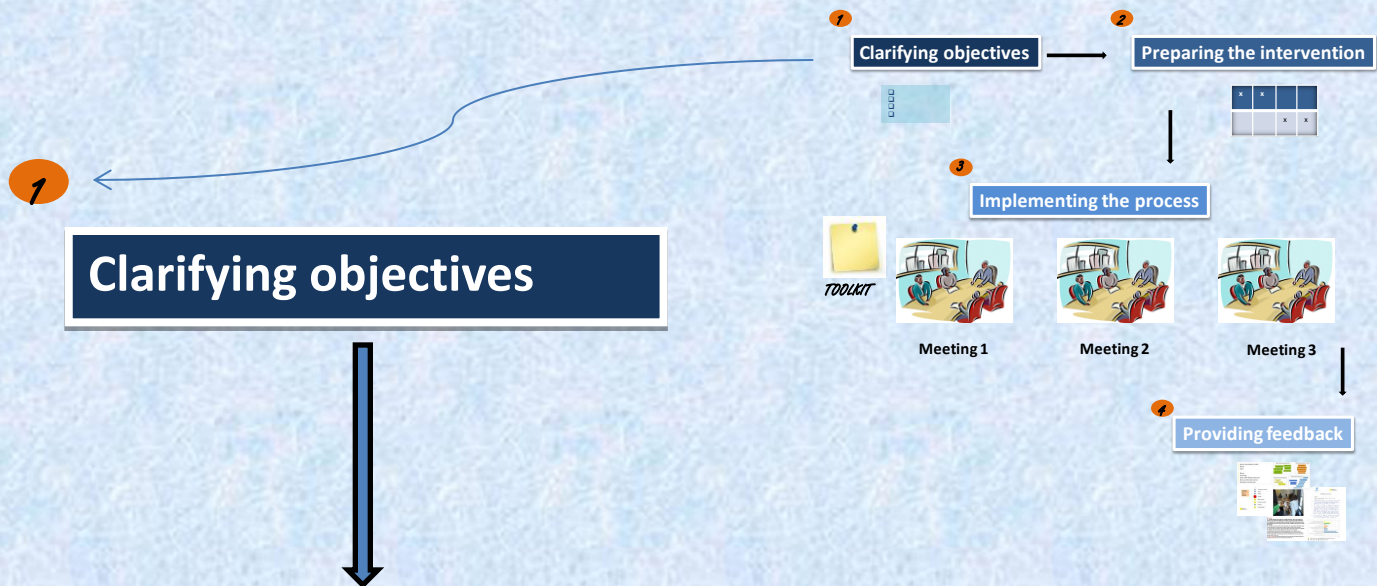 1
Clarifying objectives
2
Preparing the intervention
x x
x x
3
Implementing the process
TOOLKIT
Meeting 1
Meeting 2
Meeting 3
4
Providing feedback
1
Clarifying objectives